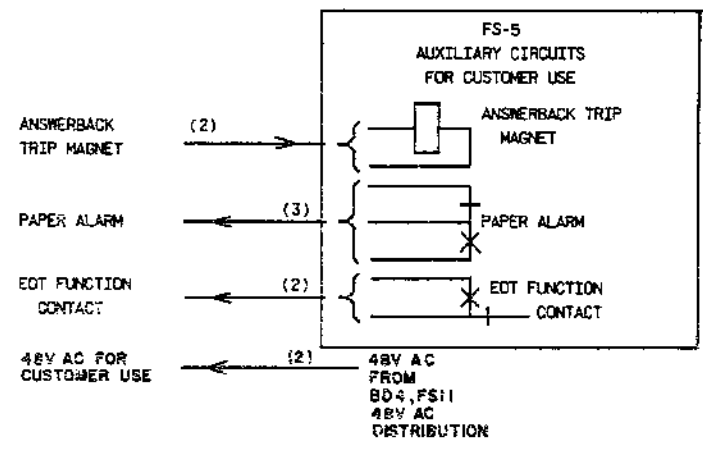 FS-5
AUXILIARY CIRCUITS
FOR CUSTOMER USE
ANSWERBACK
TRIP MAGNET
(2)
ANSWERBACK TRIP
MAGNET
PAPER ALARM
(3)
PAPER ALARM
EOT FUNCTION
CONTACT
(2)
EOT FUNCTION
CONTACT
48V AC FOR
CUSTOMER USE
(2)
48V AC
FROM
BD4,FS11
48V AC
DISTRIBUTION